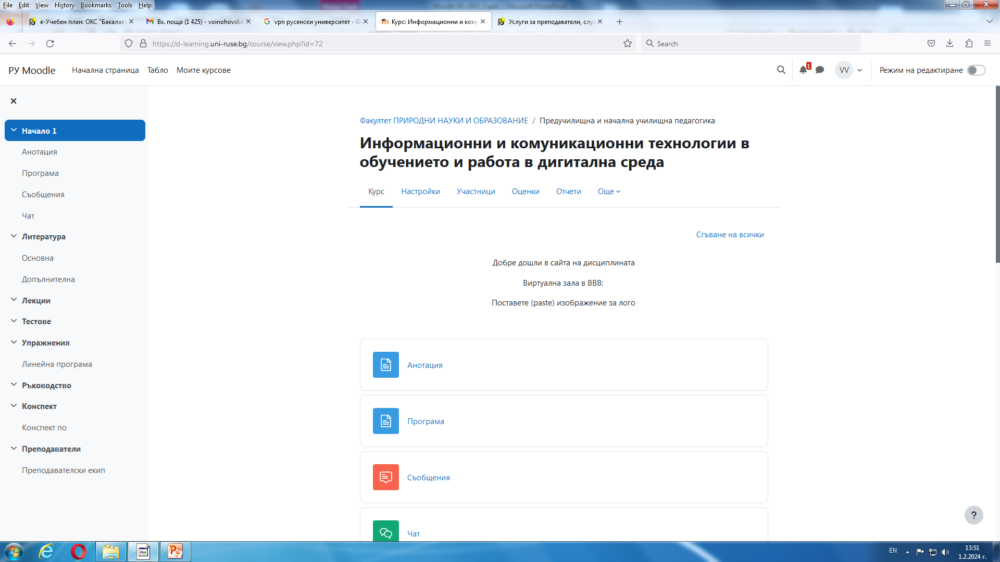 File Edit View History Bookmarks Tools Help
е-Учебен план: ОКС "Бакалавъ
Вх. поща (1 425) - voinohovska
vpn русенски университет - Go
Курс: Информационни и кому
Услуги за преподаватели, служ
https://d-learning.uni-ruse.bg/course/view.php?id=72
Search
РУ Moodle Начална страница Табло Моите курсове
1
VV
Режим на редактиране
Начало 1
Анотация
Програма
Съобщения
Чат
Литература
Основна
Допълнителна
Лекции
Тестове
Упражнения
Линейна програма
Ръководство
Конспект
Конспект по
Преподаватели
Преподавателски екип
Факултет ПРИРОДНИ НАУКИ И ОБРАЗОВАНИЕ / Предучилищна и начална училищна педагогика
Информационни и комуникационни технологии в
обучението и работа в дигитална среда
Курс Настройки Участници Оценки Отчети Още
Сгъване на всички
Добре дошли в сайта на дисциплината
Виртуална зала в BBB:
Поставете (paste) изображение за лого
Анотация
Програма
Съобщения
Чат
?
EN
13:51
1.2.2024 г.